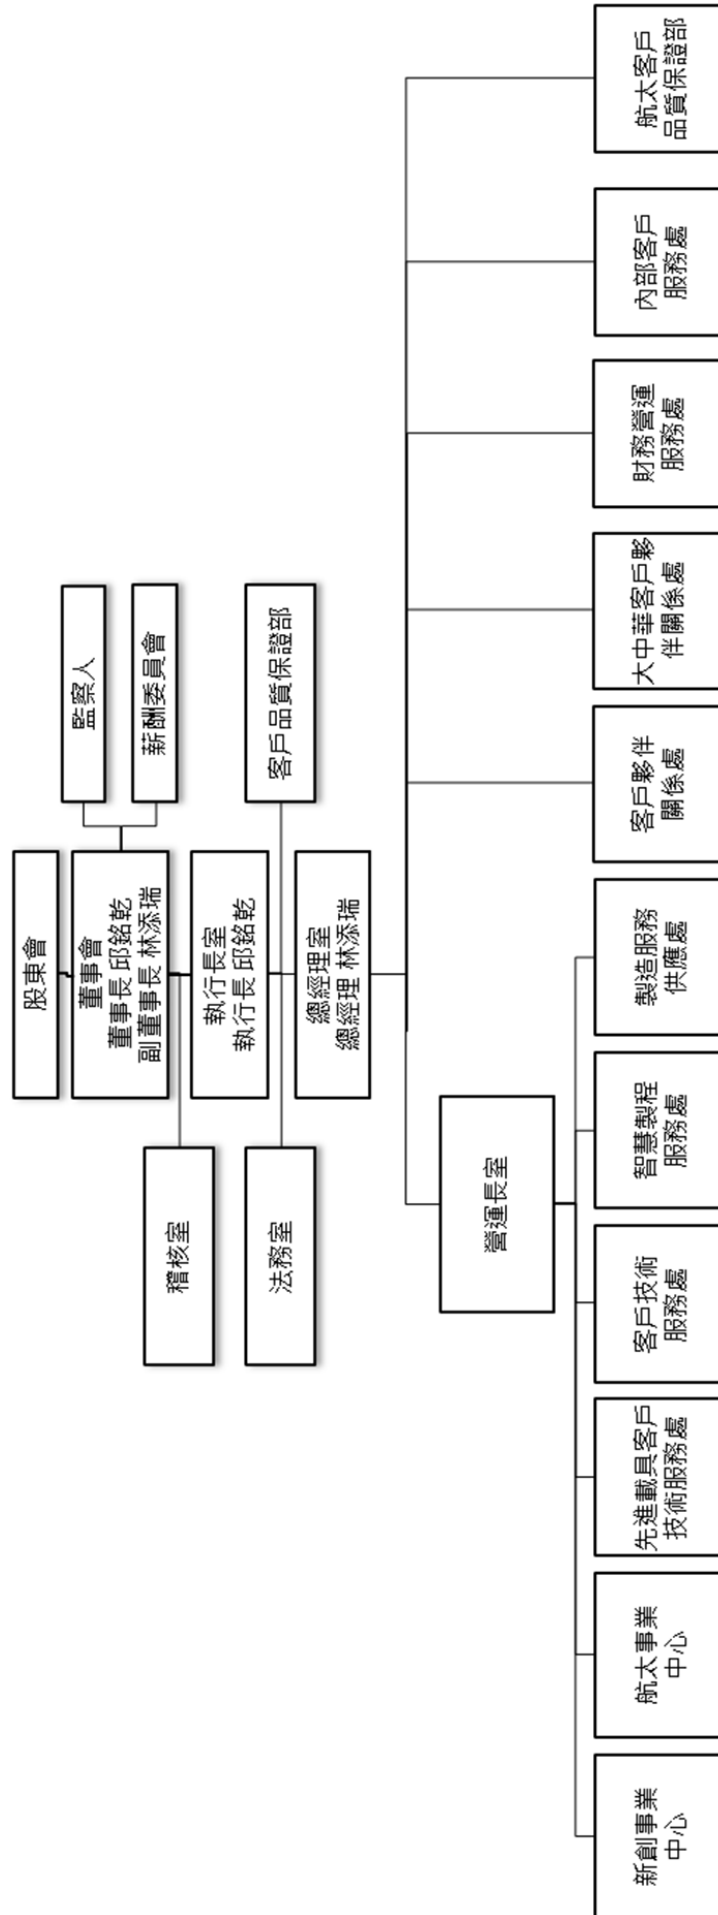 股東會
董事會
董事長 邱銘乾
副董事長 林添瑞
監察人
薪酬委員會
稽核室
執行長室
執行長 邱銘乾
法務室
客戶品質保證部
總經理室
總經理 林添瑞
營運長室
新創事業
中心
航太事業
中心
先進載具客戶
技術服務處
客戶技術
服務處
智慧製程
服務處
製造服務
供應處
客戶夥伴
關係處
大中華客戶夥
伴關係處
財務營運
服務處
內部客戶
服務處
航太客戶
品質保證部